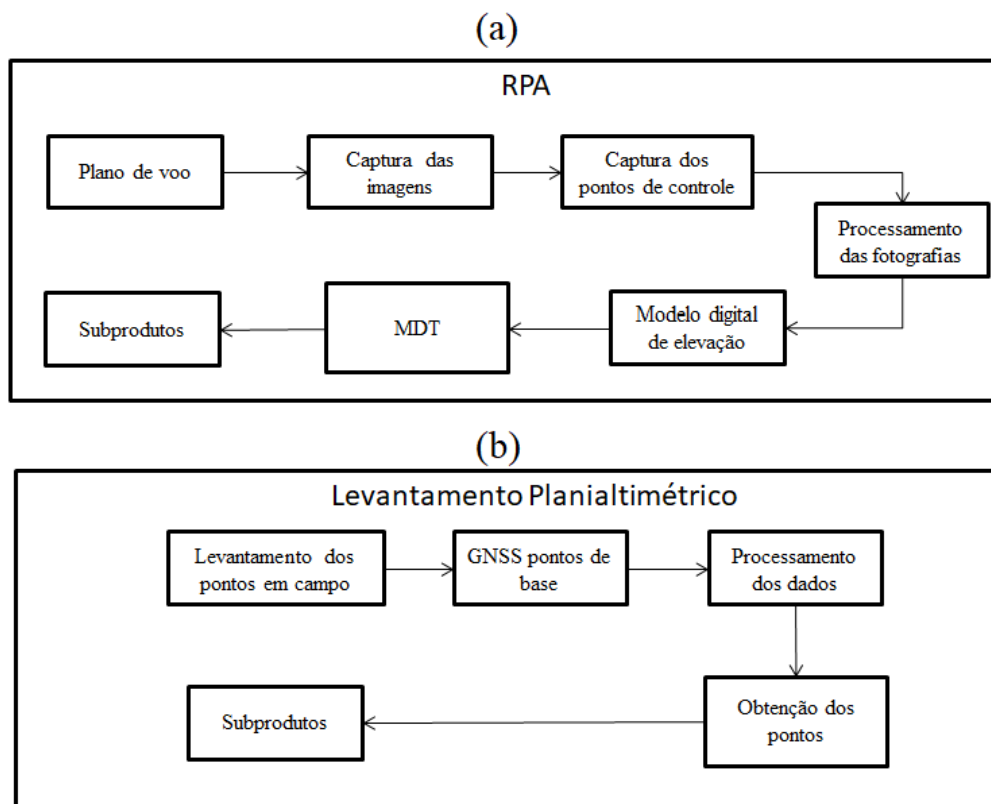 (a)
RPA
Plano de voo
Captura das
imagens
Captura dos
pontos de controle
Processamento
das fotografias
Modelo digital
de elevação
MDT
Subprodutos
(b)
Levantamento Planialtimétrico
Levantamento dos
pontos em campo
GNSS pontos de
base
Processamento
dos dados
Obtenção dos
pontos
Subprodutos